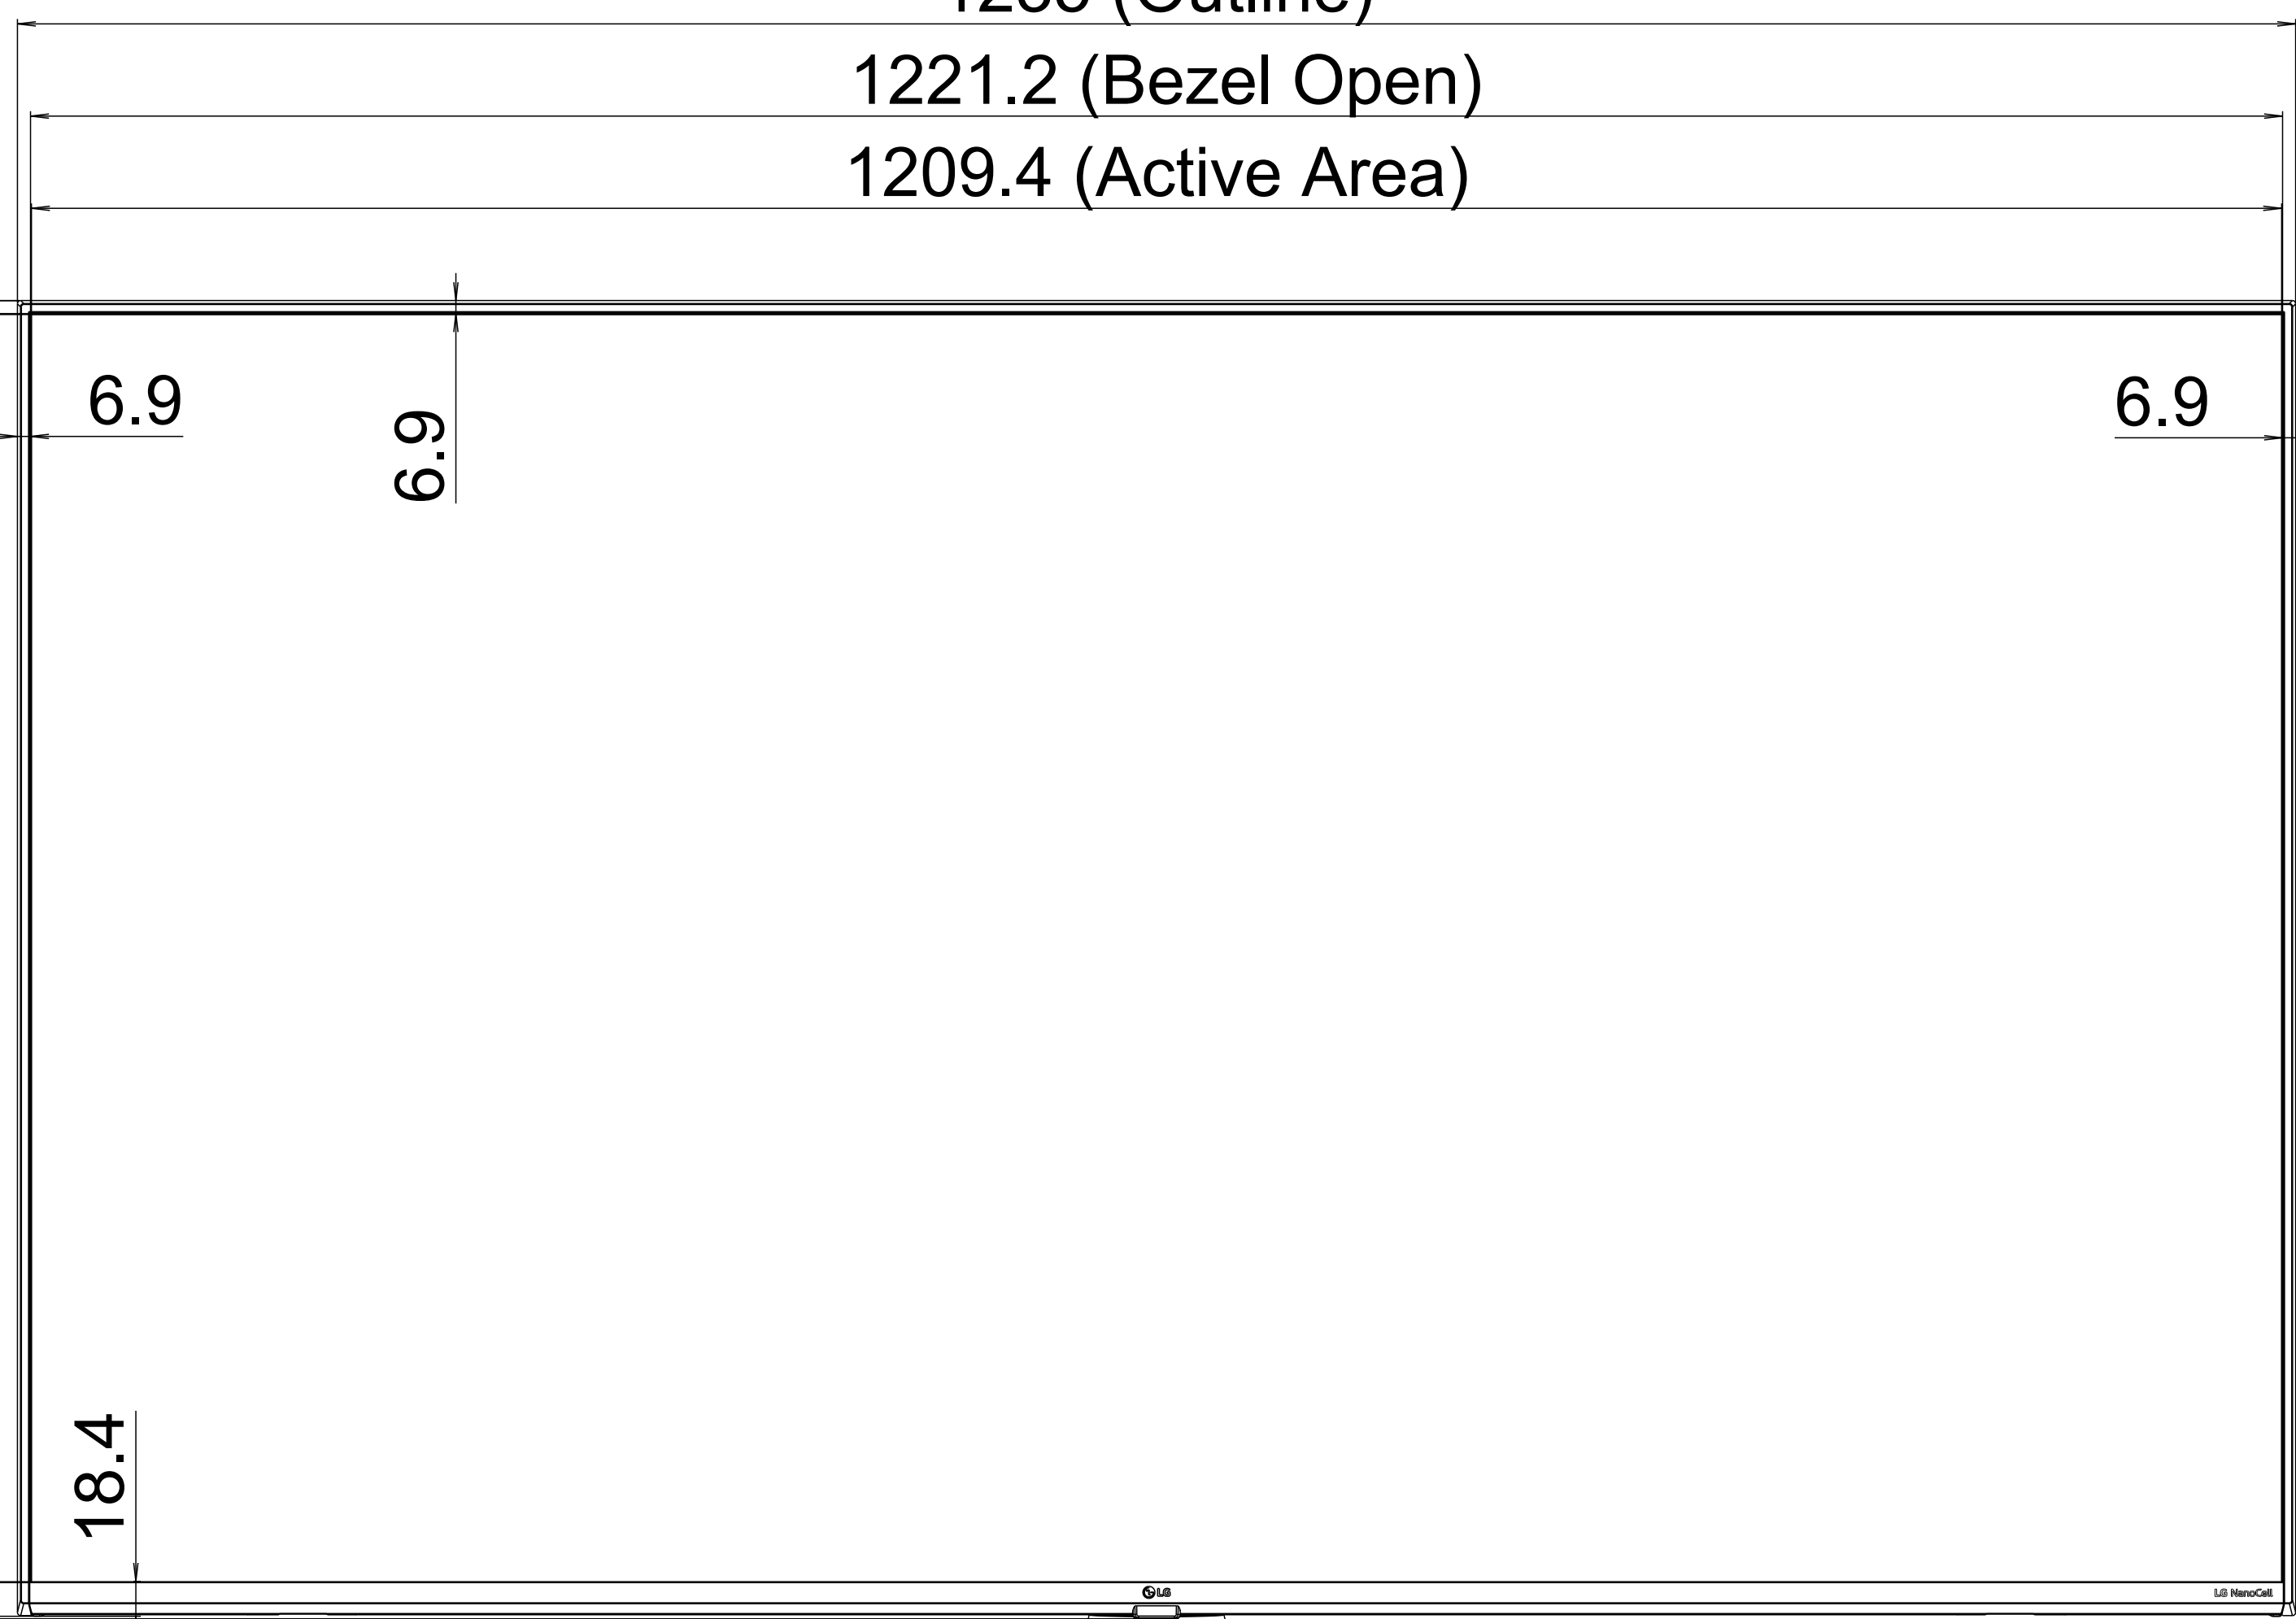 (Outline)
1221.2 (Bezel Open)
1209.4 (Active Area)
6.9
6.9
6.9
18.4
LG
LG NanoCell